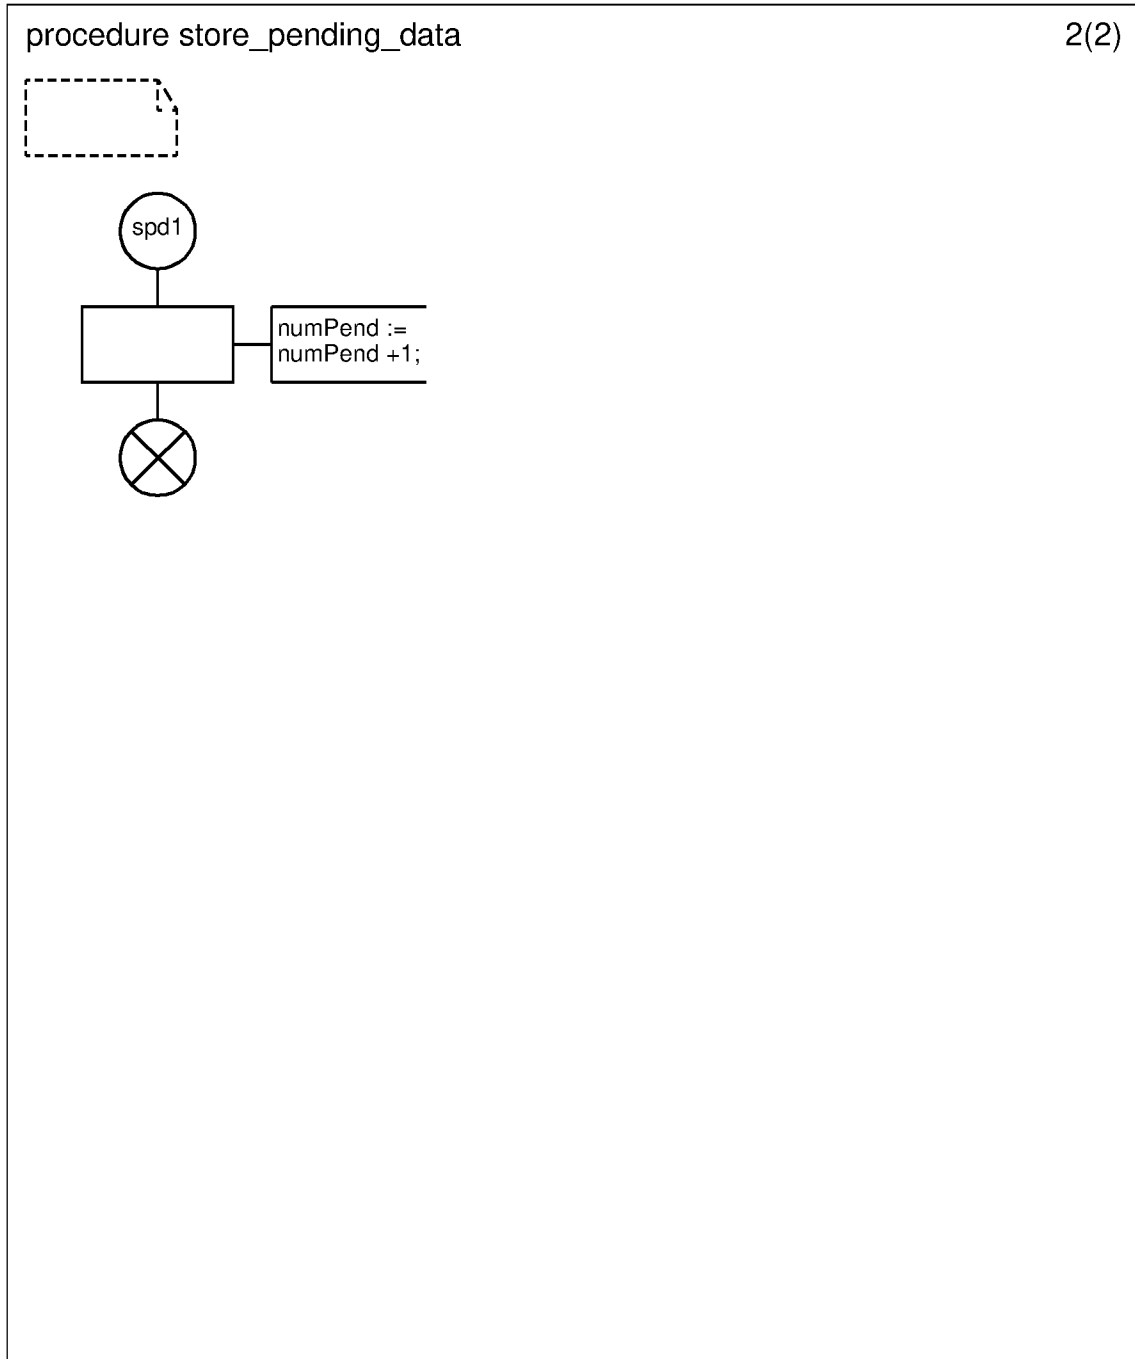 procedure store_pending_data
2(2)
spd1
numPend :=
numPend +1;